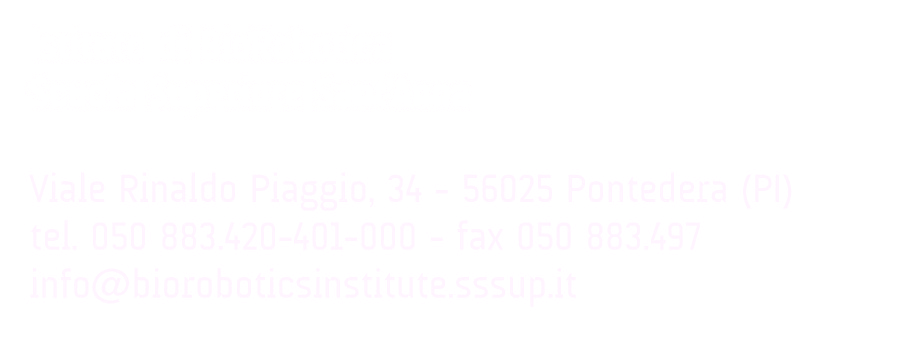 Viale Rinaldo Piaggio, 34 - 56025 Pontedera (PI)
tel. 050 883.420-401-000 - fax 050 883.497
info@bioroboticsinstitute.sssup.it